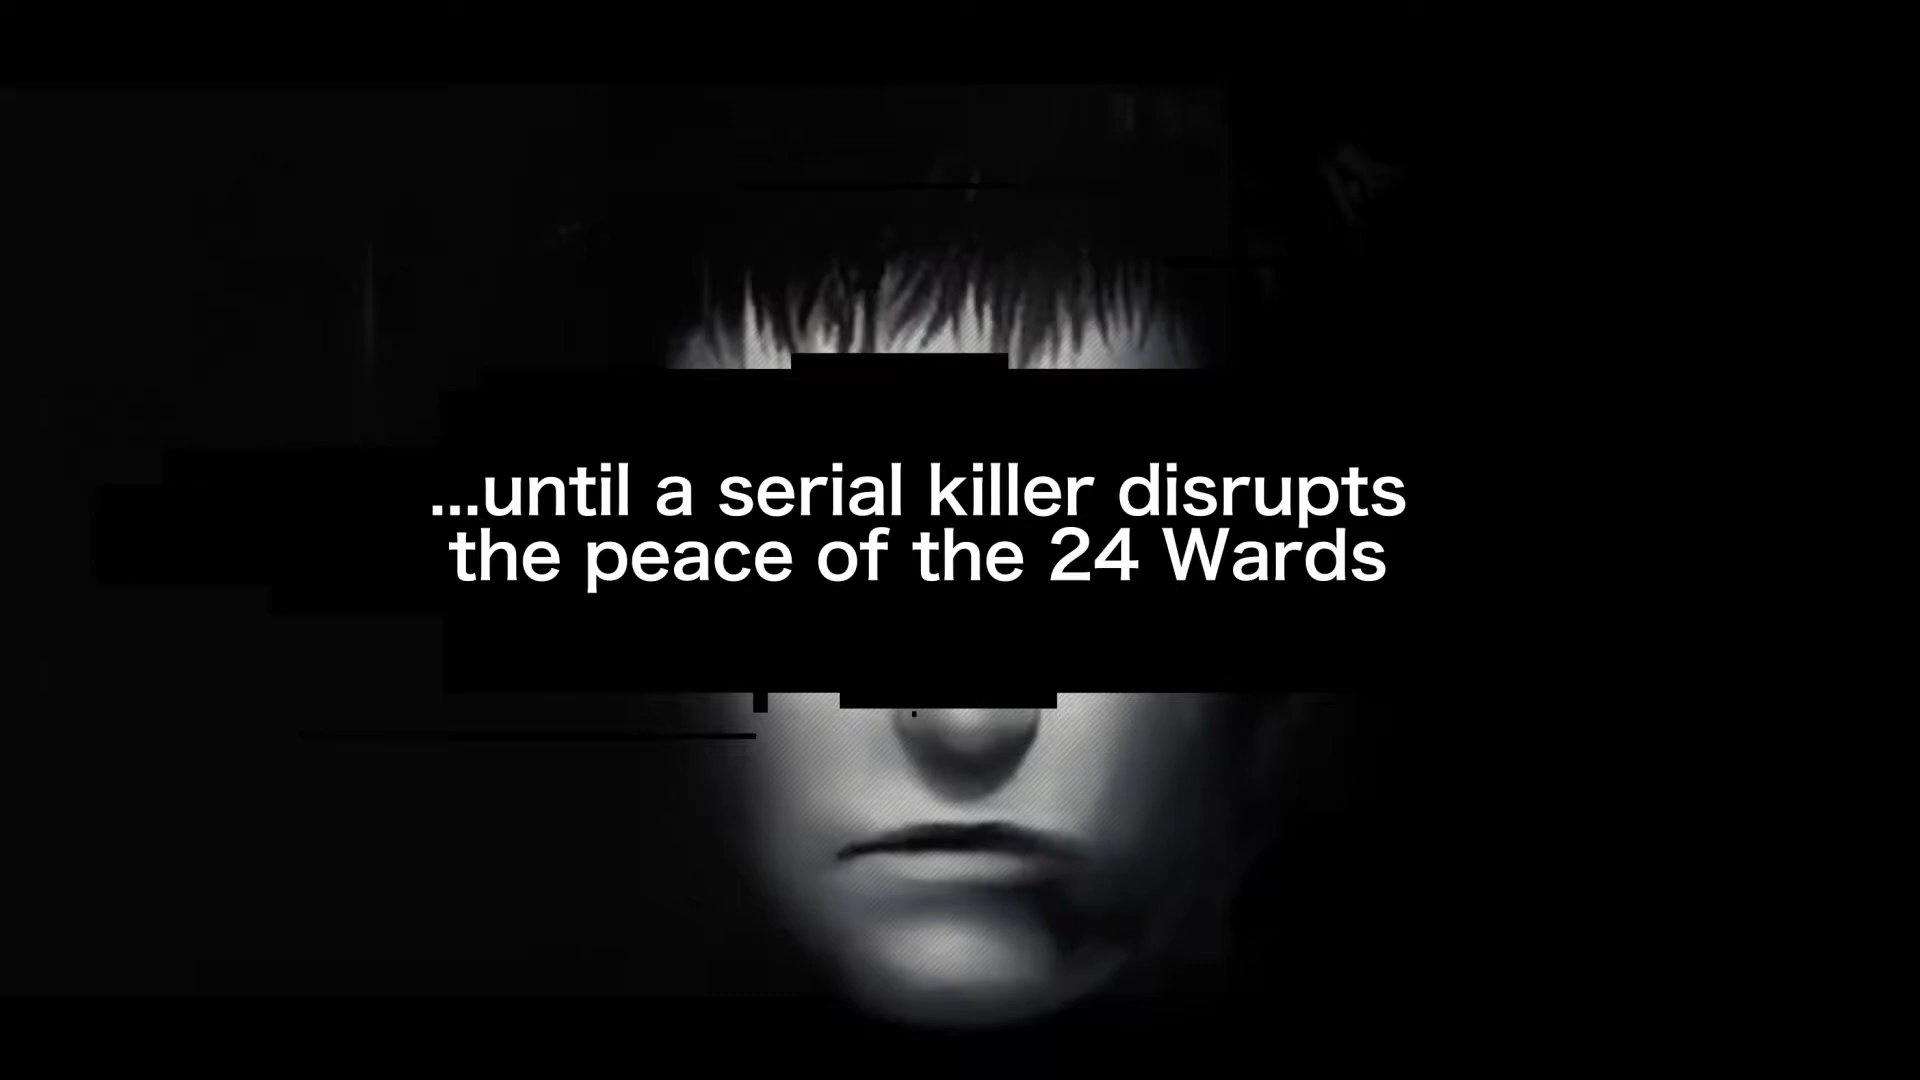 ...until a serial killer disrupts
the peace of the 24 Wards